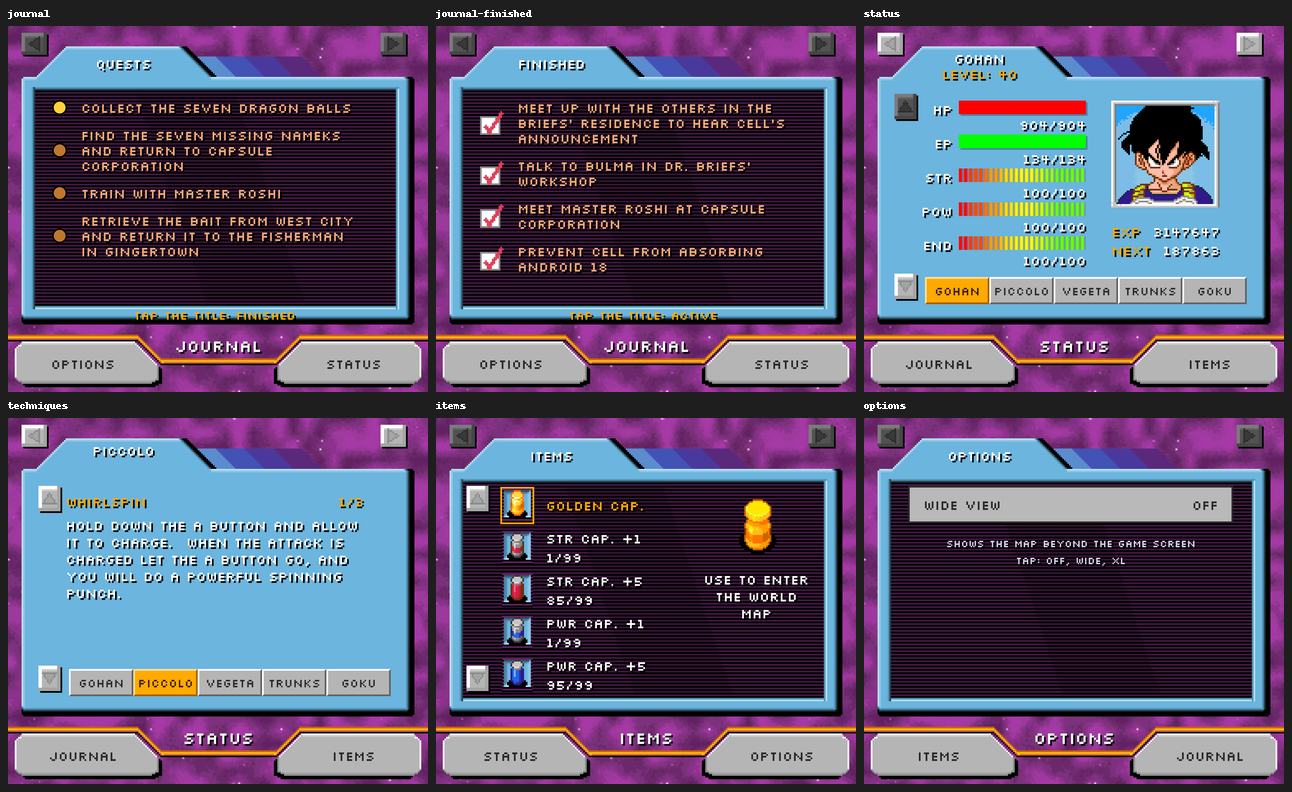 journal
QUESTS
COLLECT THE SEVEN DRAGON BALLS
FIND THE SEVEN MISSING NAMEKS
AND RETURN TO CAPSULE
CORPORATION
TRAIN WITH MASTER ROSHI
RETRIEVE THE BAIT FROM WEST CITY
AND RETURN IT TO THE FISHERMAN
IN GINGERTOWN
TAP THE TITLE: FINISHED
JOURNAL
OPTIONS
STATUS
journal-finished
FINISHED
MEET UP WITH THE OTHERS IN THE
BRIEFS' RESIDENCE TO HEAR CELL'S
ANNOUNCEMENT
TALK TO BULMA IN DR. BRIEFS'
WORKSHOP
MEET MASTER ROSHI AT CAPSULE
CORPORATION
PREVENT CELL FROM ABSORBING
ANDROID 18
TAP THE TITLE: ACTIVE
JOURNAL
OPTIONS
STATUS
status
GOHAN
LEVEL: 40
HP
904/904
EP
134/134
STR
100/100
POW
100/100
END
100/100
EXP 3147647
NEXT 187863
GOHAN PICCOLO VEGETA TRUNKS GOKU
STATUS
JOURNAL
ITEMS
techniques
PICCOLO
WHIRLSPIN 1/3
HOLD DOWN THE A BUTTON AND ALLOW
IT TO CHARGE. WHEN THE ATTACK IS
CHARGED LET THE A BUTTON GO, AND
YOU WILL DO A POWERFUL SPINNING
PUNCH.
GOHAN PICCOLO VEGETA TRUNKS GOKU
STATUS
JOURNAL
ITEMS
items
ITEMS
GOLDEN CAP.
STR CAP. +1
1/99
STR CAP. +5
85/99
PWR CAP. +1
1/99
PWR CAP. +5
95/99
USE TO ENTER
THE WORLD
MAP
ITEMS
STATUS
OPTIONS
options
OPTIONS
WIDE VIEW OFF
SHOWS THE MAP BEYOND THE GAME SCREEN
TAP: OFF, WIDE, XL
OPTIONS
ITEMS
JOURNAL